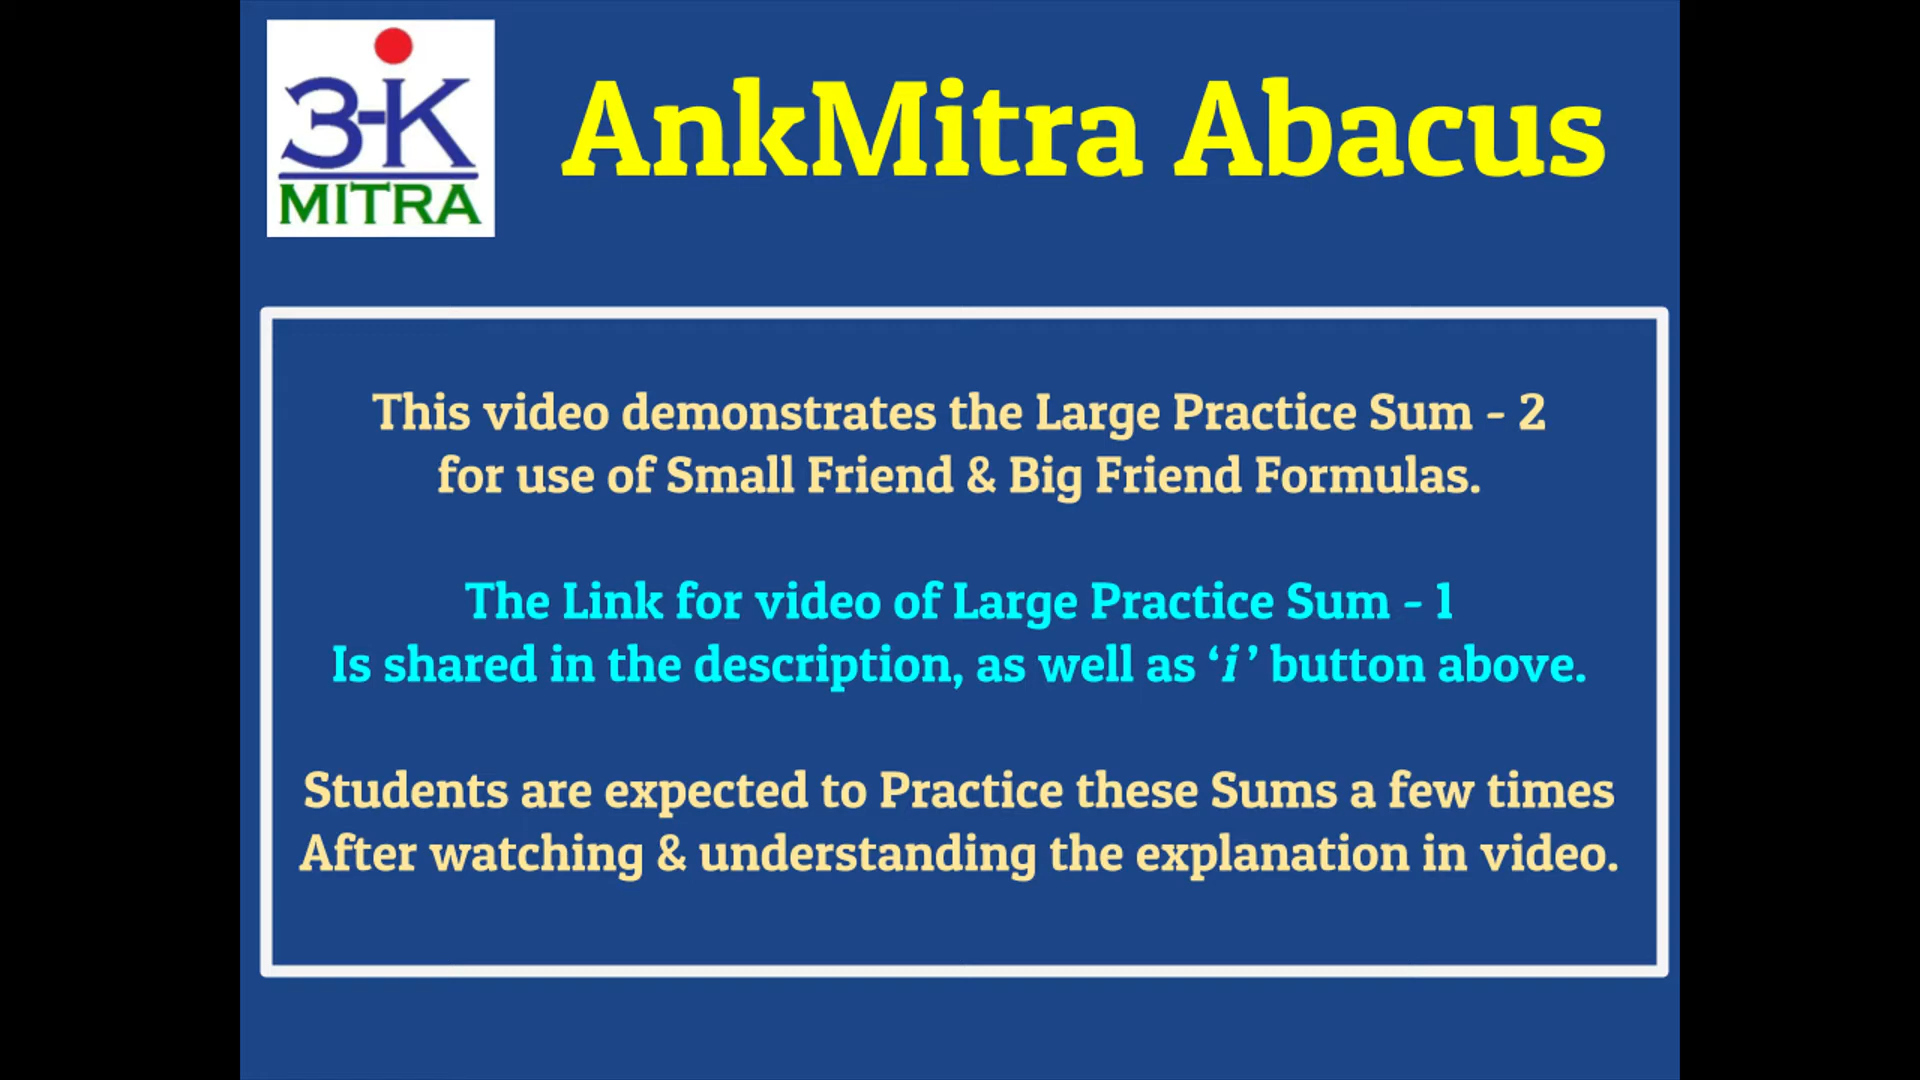 3-K
MITRA
AnkMitra Abacus
This video demonstrates the Large Practice Sum - 2
for use of Small Friend & Big Friend Formulas.
The Link for video of Large Practice Sum - 1
Is shared in the description, as well as ‘i’ button above.
Students are expected to Practice these Sums a few times
After watching & understanding the explanation in video.